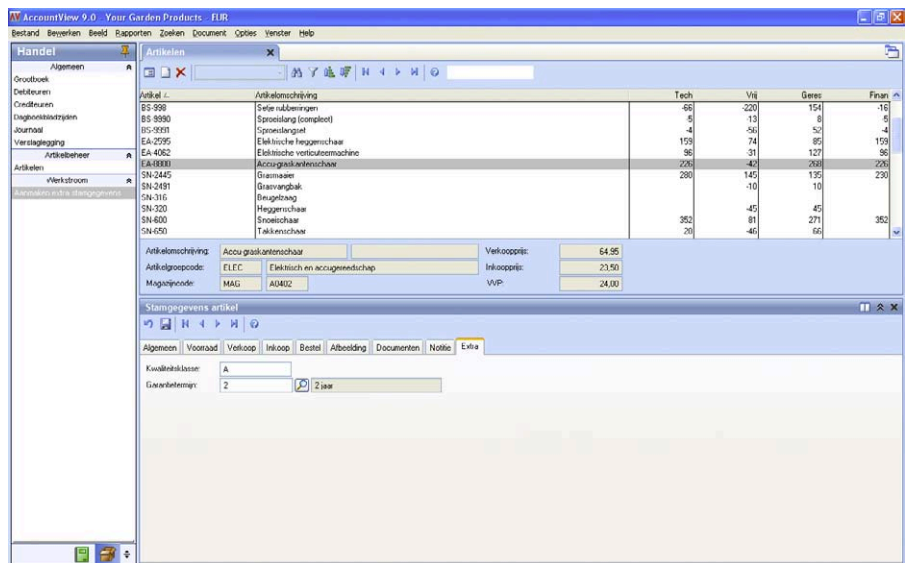 AccountView 9.0 - Your Garden Products - EUR
Bestand Bewerken Beeld Rapporten Zoeken Document Opties Venster Help
Handel
Algemeen
Grootboek
Debiteuren
Crediteuren
Dagboekbladzijden
Journaal
Verslaglegging
Artikelbeheer
Artikelen
Werkstroom
Aanmaken extra stamgegevens
Artikelen
Artikel Artikelomschrijving Tech Vrij Geres Finan
BS-998 Setje rubberringen -66 -220 154 -16
BS-9990 Sproeislang (compleet) -5 -13 8 -5
BS-9991 Sproeislangset -4 -56 52 -4
EA-2595 Elektrische heggenschaar 159 74 85 159
EA-4062 Elektrische verticuteermachine 96 -31 127 96
EA-8000 Accu-graskantenschaar 226 -42 268 226
SN-2445 Grasmaaier 280 145 135 230
SN-2491 Grasvangbak -10 10
SN-316 Beugelzaag
SN-320 Heggenschaar -45 45
SN-600 Snoeischaar 352 81 271 352
SN-650 Takkenschaar 20 -46 66
Artikelomschrijving: Accu-graskantenschaar Verkoopprijs: 64,95
Artikelgroepcode: ELEC Elektrisch en accugereedschap Inkoopprijs: 23,50
Magazijncode: MAG A0402 VVP: 24,00
Stamgegevens artikel
Algemeen Voorraad Verkoop Inkoop Bestel Afbeelding Documenten Notitie Extra
Kwaliteitsklasse: A
Garantietermijn: 2 2 jaar